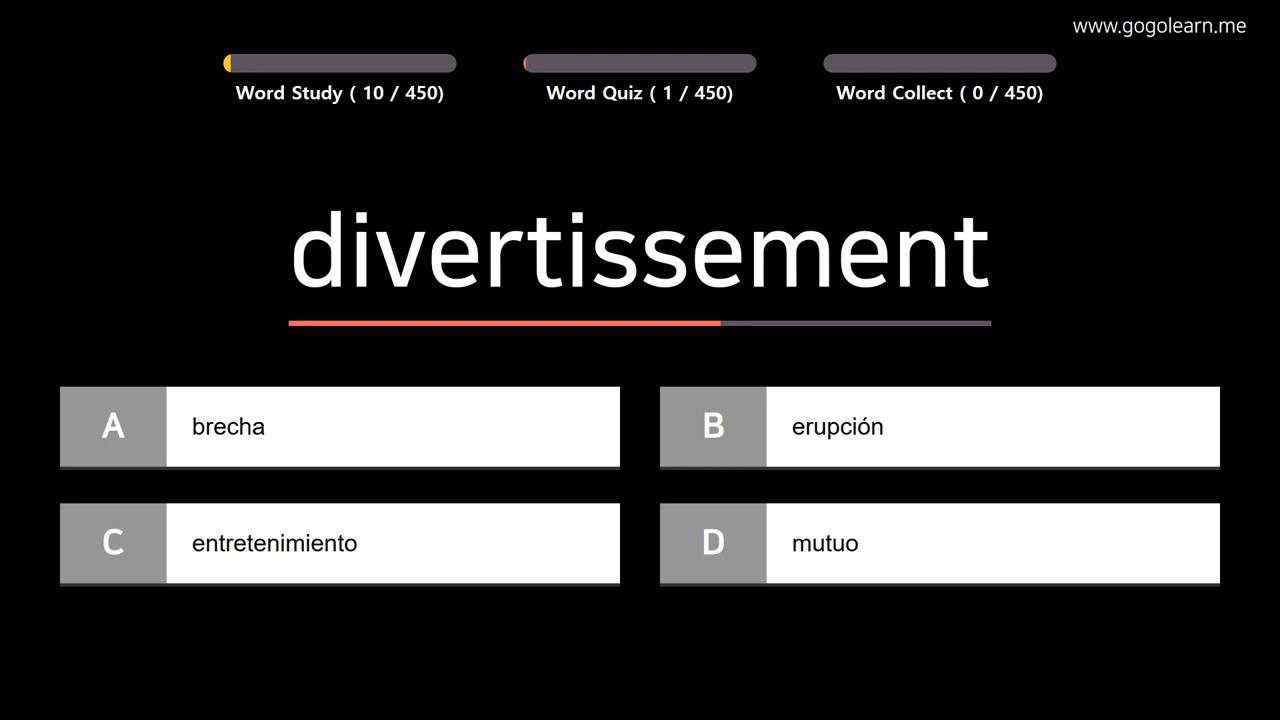 www.gogolearn.me
Word Study ( 10 / 450)
Word Quiz ( 1 / 450)
Word Collect ( 0 / 450)
divertissement
A brecha
B erupción
C entretenimiento
D mutuo